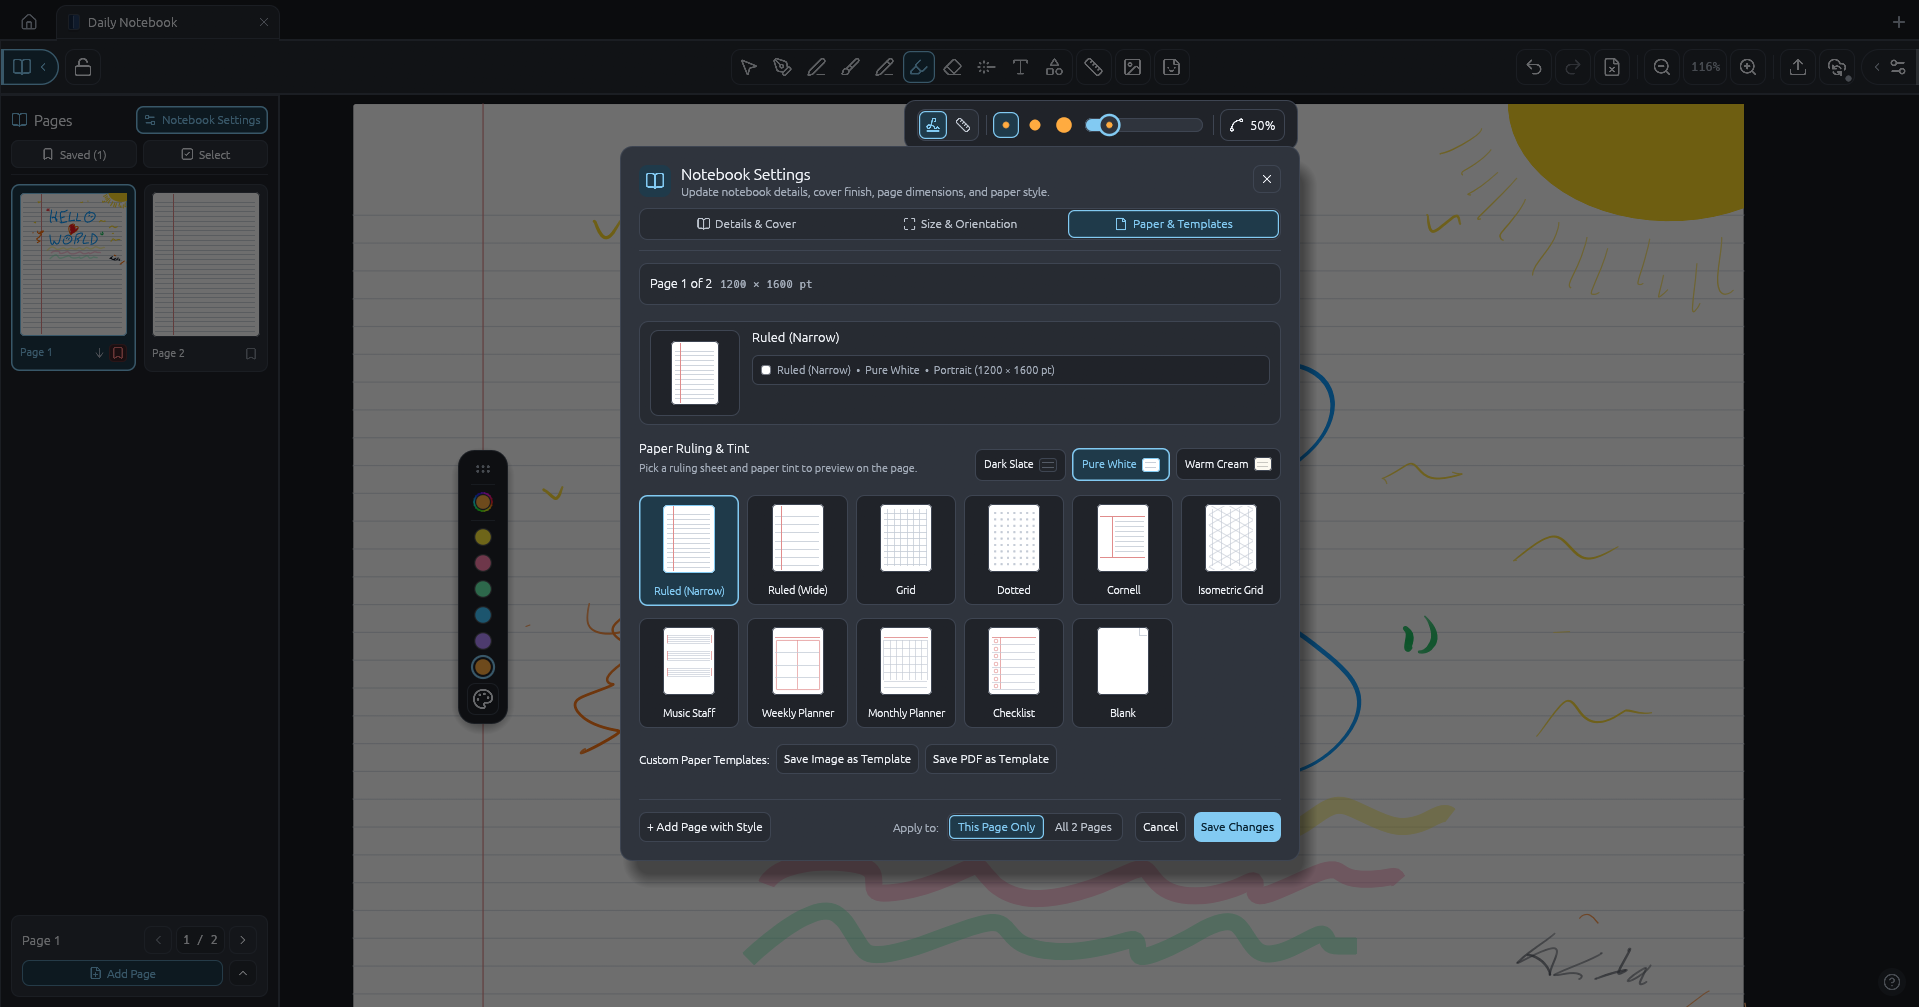 Daily Notebook
116%
Pages
Notebook Settings
Saved (1)
Select
HELLO
WORLD
Page 1
Page 2
50%
Notebook Settings
Update notebook details, cover finish, page dimensions, and paper style.
Details & Cover
Size & Orientation
Paper & Templates
Page 1 of 2 1200 × 1600 pt
Ruled (Narrow)
Ruled (Narrow) • Pure White • Portrait (1200 × 1600 pt)
Paper Ruling & Tint
Pick a ruling sheet and paper tint to preview on the page.
Dark Slate
Pure White
Warm Cream
Ruled (Narrow)
Ruled (Wide)
Grid
Dotted
Cornell
Isometric Grid
Music Staff
Weekly Planner
Monthly Planner
Checklist
Blank
Custom Paper Templates:
Save Image as Template
Save PDF as Template
+ Add Page with Style
Apply to:
This Page Only
All 2 Pages
Cancel
Save Changes
Page 1
1 / 2
Add Page